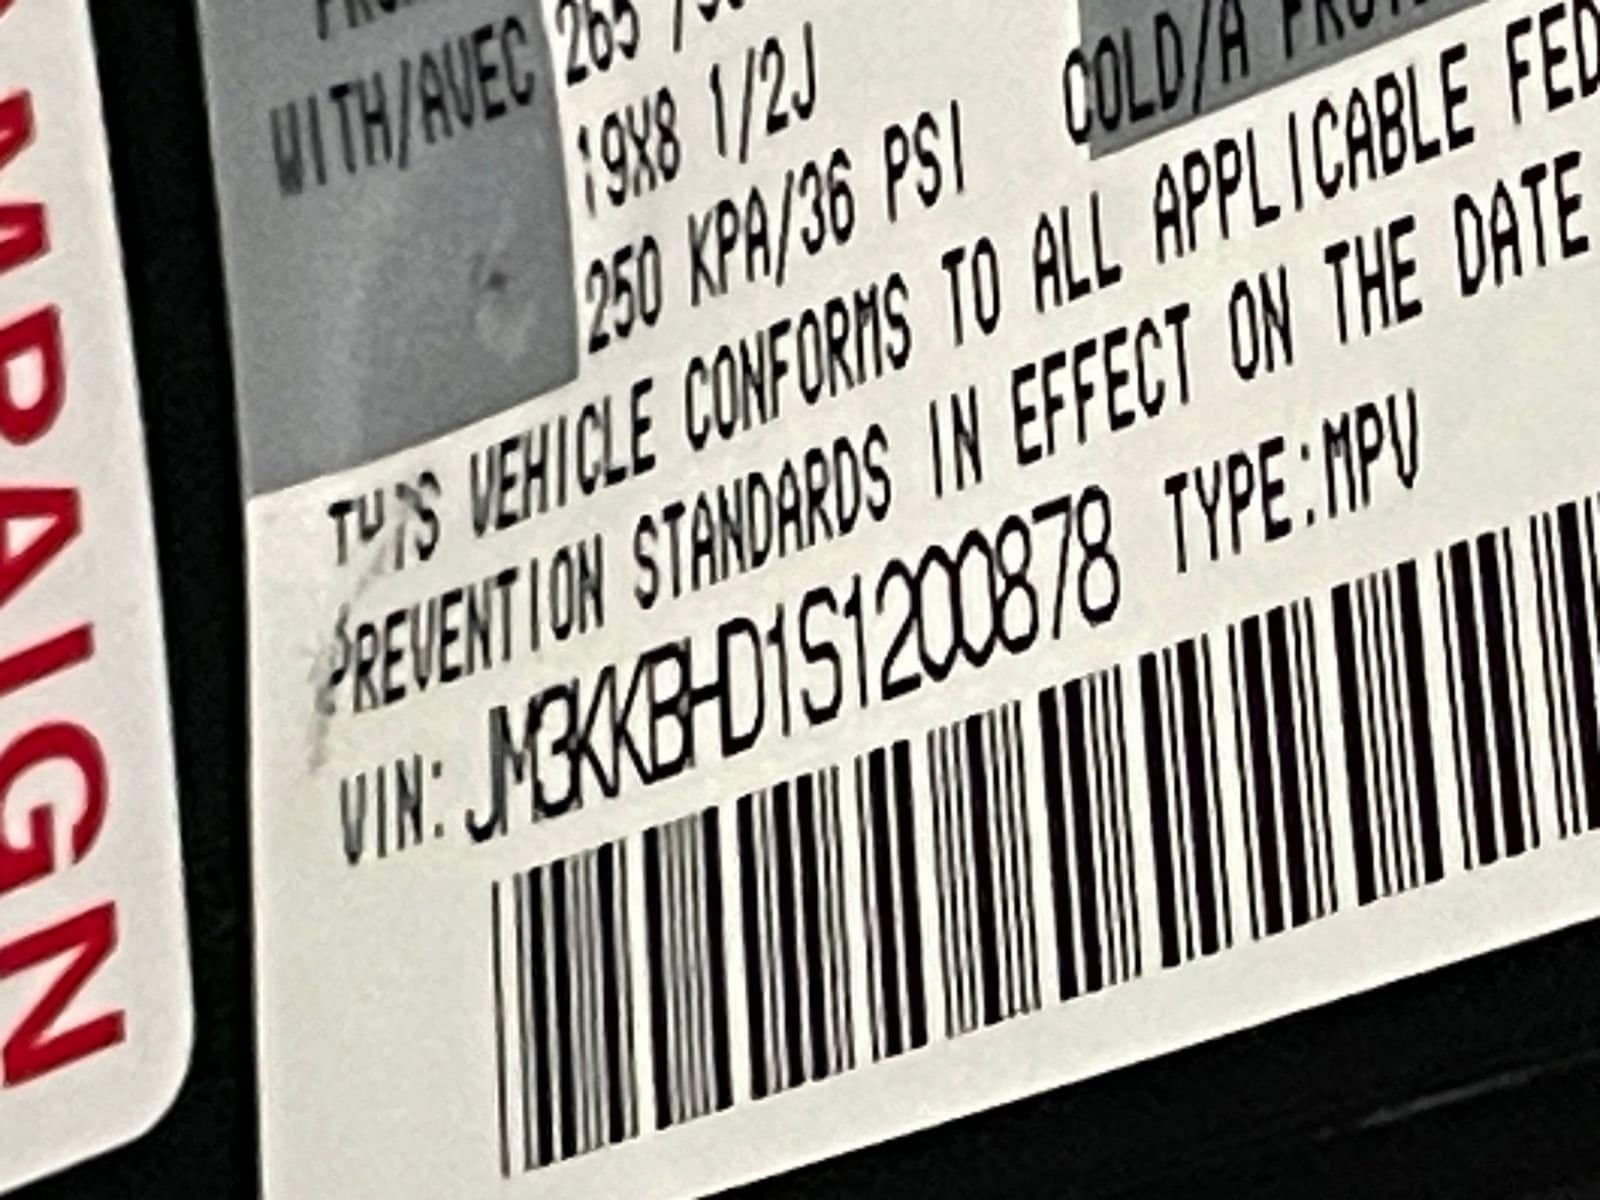 WITH/AVEC
265
19X8 1/2J
250 KPA/36 PSI
COLD/A
THIS VEHICLE CONFORMS TO ALL APPLICABLE FED
PREVENTION STANDARDS IN EFFECT ON THE DATE
VIN: JM3KKBHD1S1200878 TYPE:MPV
MPAIGN